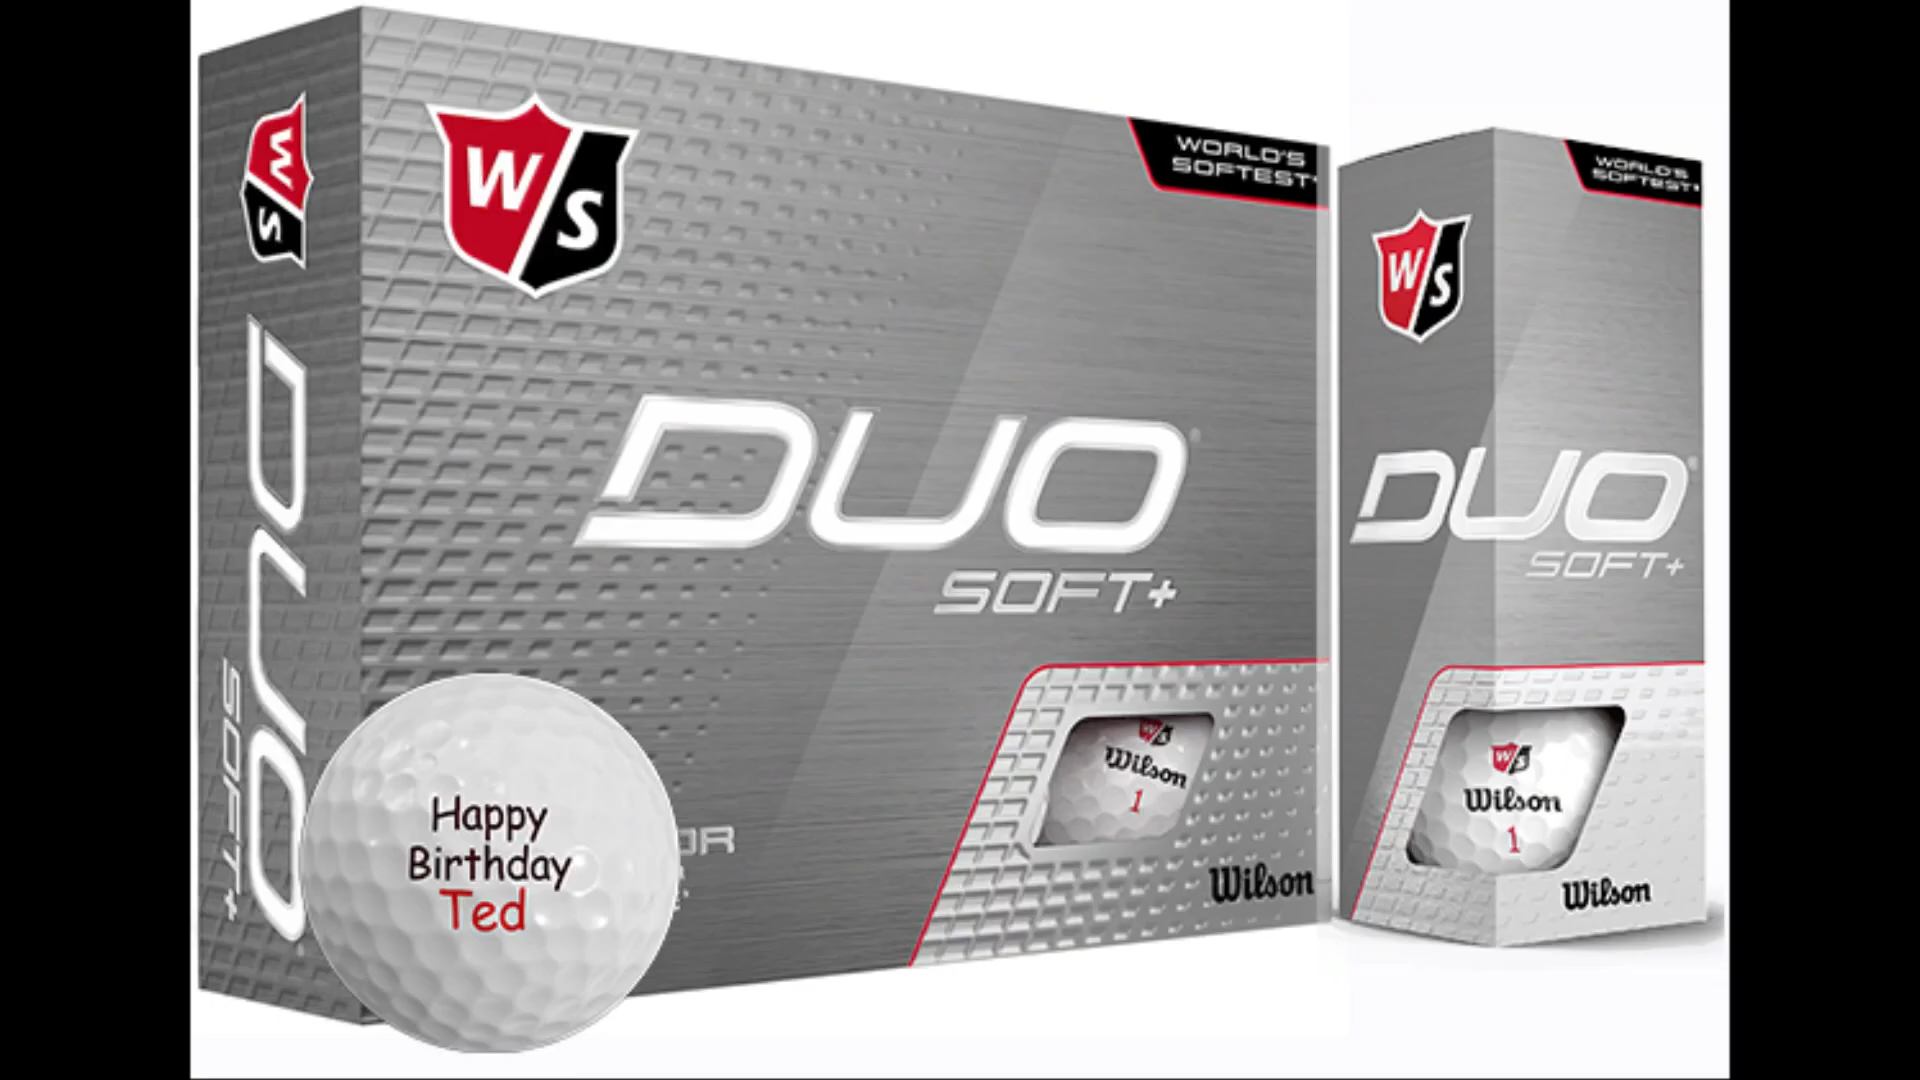 W/S
DUO
SOFT+
W/S
WORLD'S
SOFTEST
DUO
SOFT+
Wilson
1
Wilson
Happy
Birthday
Ted
WORLD'S
SOFTEST
W/S
DUO
SOFT+
W/S
Wilson
1
Wilson